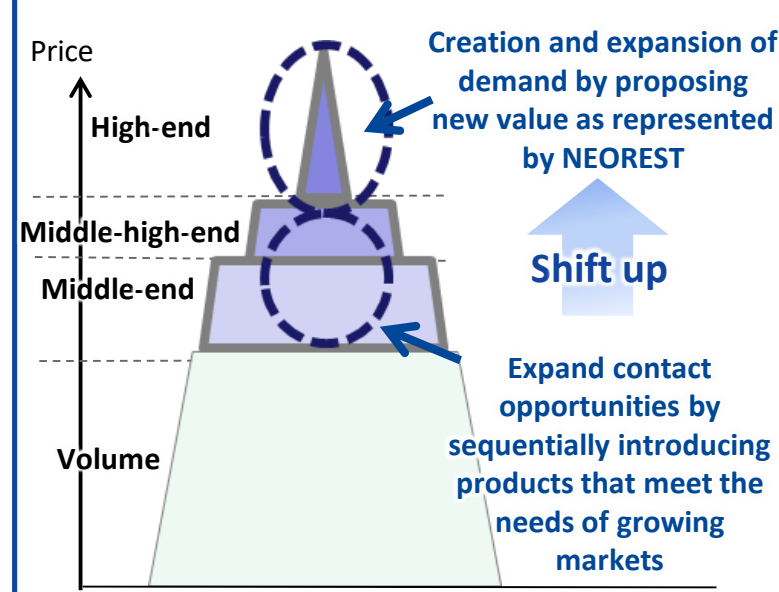 Price
High-end
Middle-high-end
Middle-end
Volume
Creation and expansion of
demand by proposing
new value as represented
by NEOREST
Shift up
Expand contact
opportunities by
sequentially introducing
products that meet the
needs of growing
markets